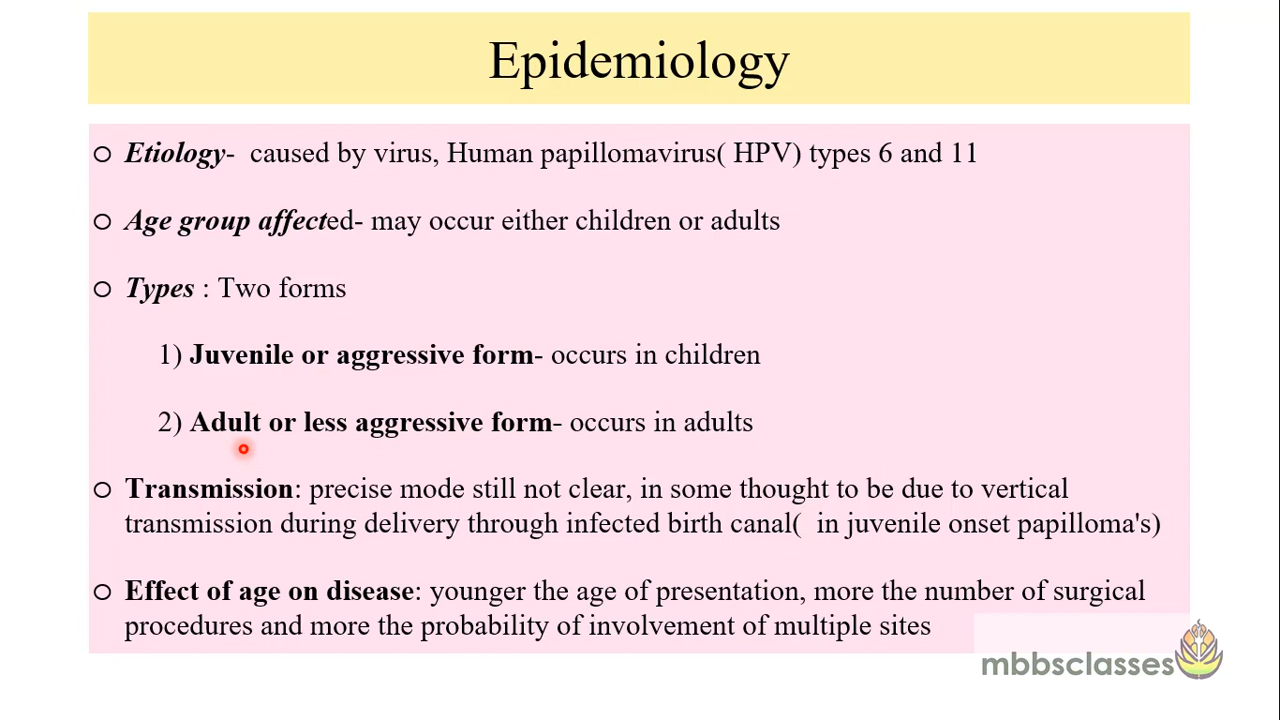 Epidemiology
Etiology- caused by virus, Human papillomavirus( HPV) types 6 and 11
Age group affected- may occur either children or adults
Types : Two forms
1) Juvenile or aggressive form- occurs in children
2) Adult or less aggressive form- occurs in adults
Transmission: precise mode still not clear, in some thought to be due to vertical
transmission during delivery through infected birth canal( in juvenile onset papilloma's)
Effect of age on disease: younger the age of presentation, more the number of surgical
procedures and more the probability of involvement of multiple sites
mbbsclasses